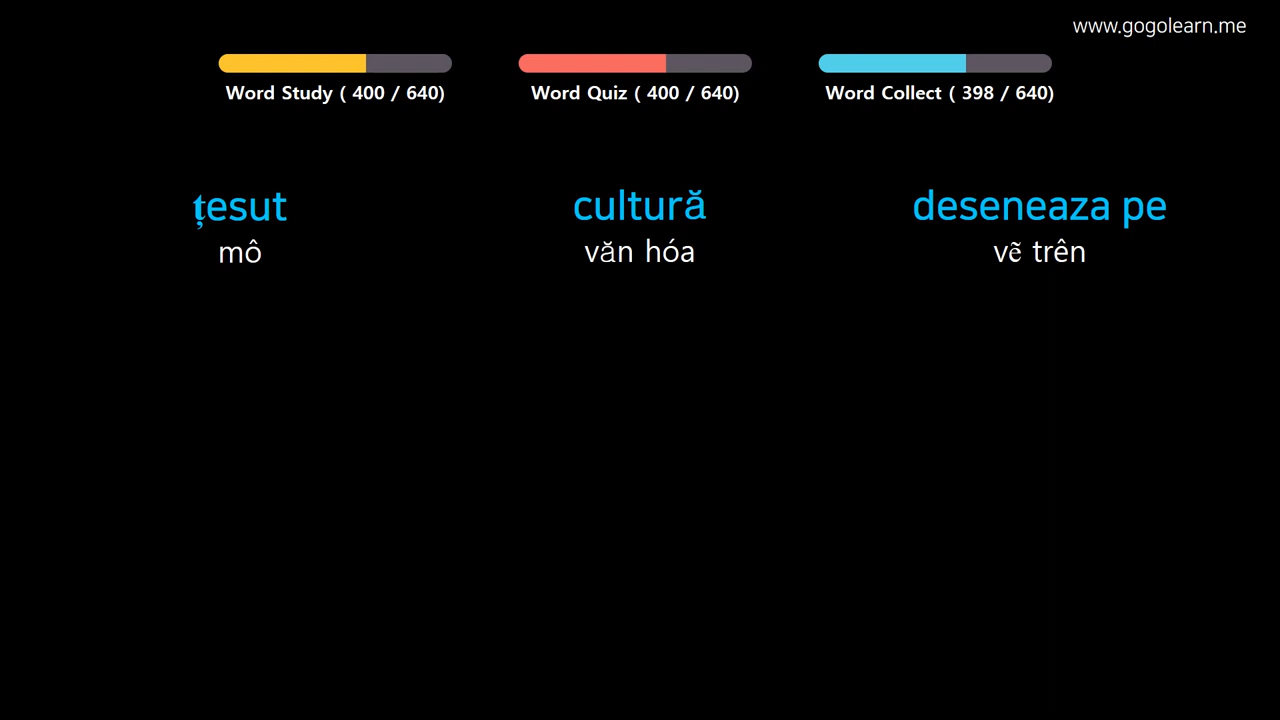 www.gogolearn.me
Word Study ( 400 / 640)
Word Quiz ( 400 / 640)
Word Collect ( 398 / 640)
țesut
mô
cultură
văn hóa
deseneaza pe
vẽ trên